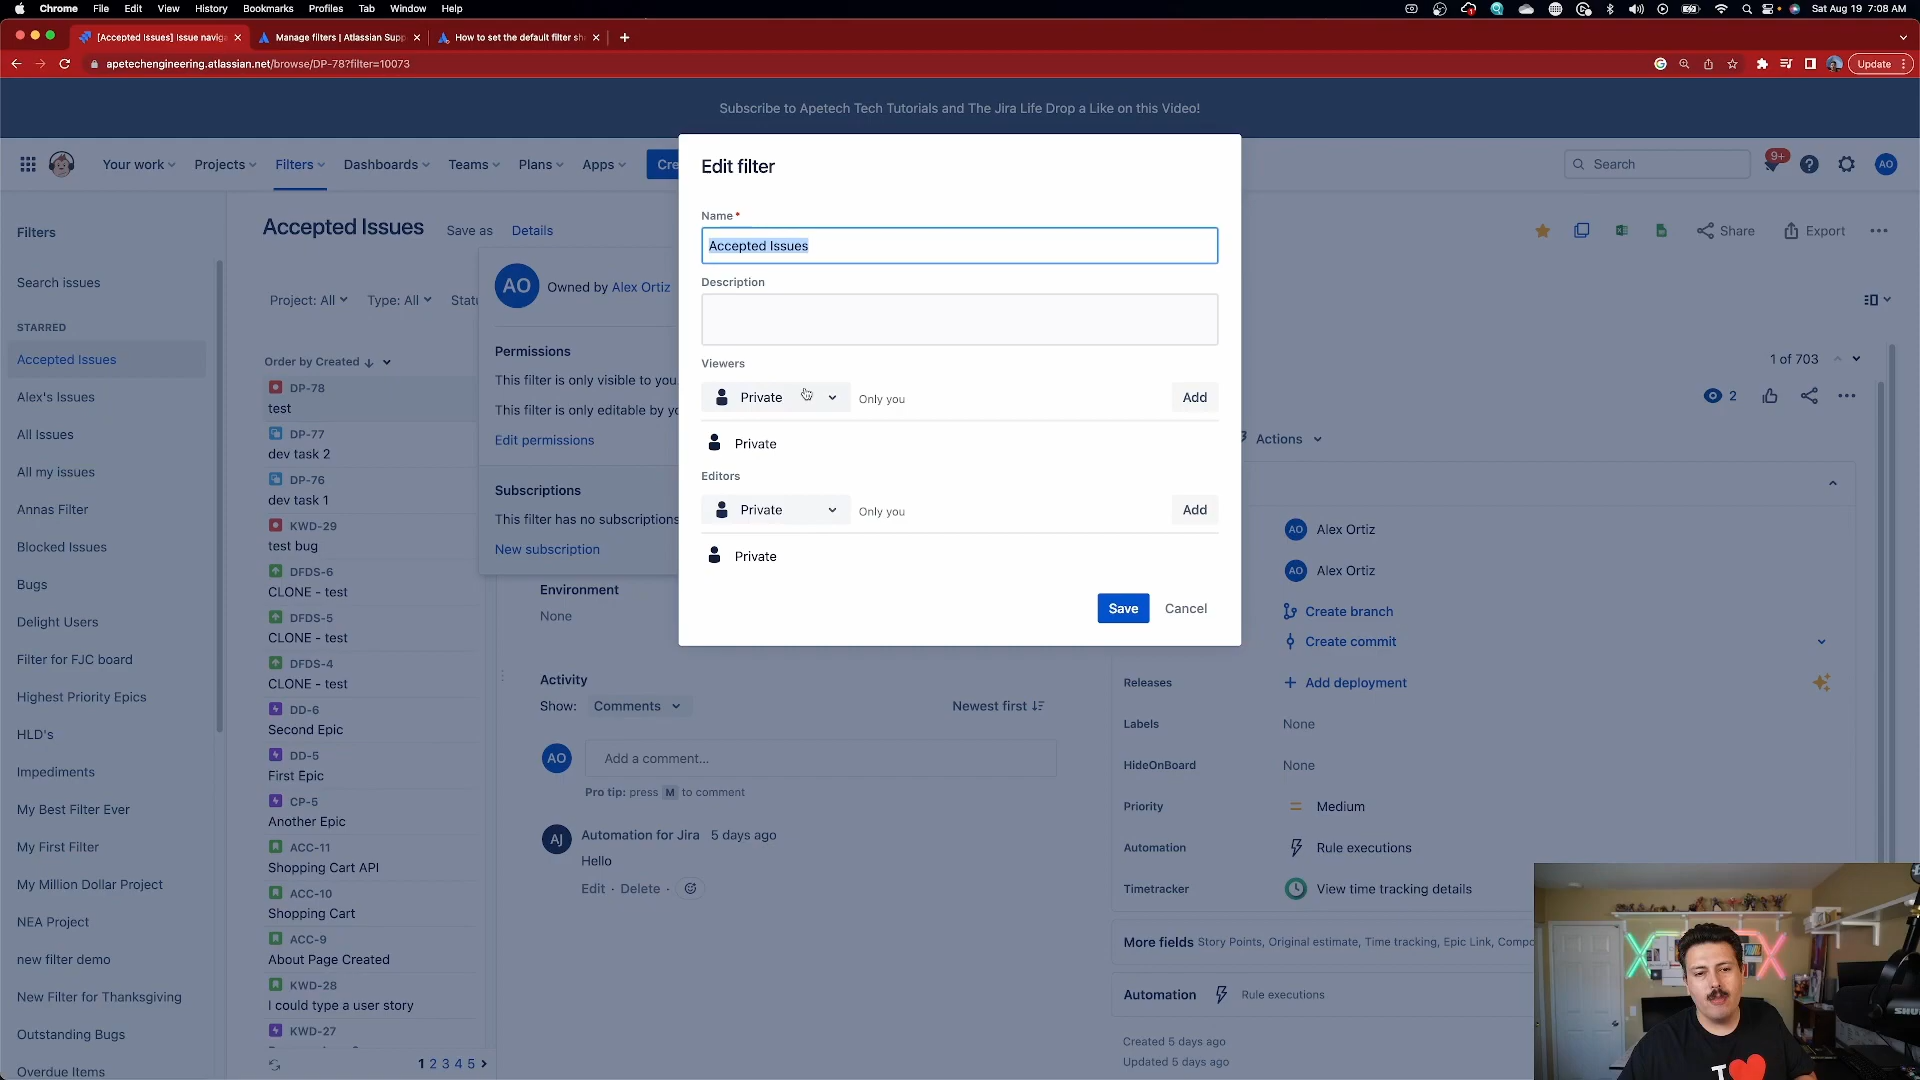 Chrome File Edit View History Bookmarks Profiles Tab Window Help
Sat Aug 19 7:08 AM
[Accepted Issues] Issue naviga
Manage filters | Atlassian Supp
How to set the default filter sh
apetechengineering.atlassian.net/browse/DP-78?filter=10073
Update
Subscribe to Apetech Tech Tutorials and The Jira Life Drop a Like on this Video!
Your work Projects Filters Dashboards Teams Plans Apps Cre
Search
9+
AO
Filters
Search issues
STARRED
Accepted Issues
Alex's Issues
All Issues
All my issues
Annas Filter
Blocked Issues
Bugs
Delight Users
Filter for FJC board
Highest Priority Epics
HLD's
Impediments
My Best Filter Ever
My First Filter
My Million Dollar Project
NEA Project
new filter demo
New Filter for Thanksgiving
Outstanding Bugs
Overdue Items
Accepted Issues Save as Details
Share Export
Project: All Type: All Statu
Order by Created
DP-78
test
DP-77
dev task 2
DP-76
dev task 1
KWD-29
test bug
DFDS-6
CLONE - test
DFDS-5
CLONE - test
DFDS-4
CLONE - test
DD-6
Second Epic
DD-5
First Epic
CP-5
Another Epic
ACC-11
Shopping Cart API
ACC-10
Shopping Cart
ACC-9
About Page Created
KWD-28
I could type a user story
KWD-27
1 2 3 4 5
AO
Owned by Alex Ortiz
Permissions
This filter is only visible to you.
This filter is only editable by yo
Edit permissions
Subscriptions
This filter has no subscriptions
New subscription
Edit filter
Name*
Accepted Issues
Description
Viewers
Private Only you Add
Private
Editors
Private Only you Add
Private
Save Cancel
Environment
None
Activity
Show: Comments
Newest first
AO
Add a comment...
Pro tip: press M to comment
AJ
Automation for Jira 5 days ago
Hello
Edit · Delete ·
1 of 703
2
Actions
AO Alex Ortiz
AO Alex Ortiz
Create branch
Create commit
Releases
Add deployment
Labels
None
HideOnBoard
None
Priority
Medium
Automation
Rule executions
Timetracker
View time tracking details
More fields Story Points, Original estimate, Time tracking, Epic Link, Compo
Automation Rule executions
Created 5 days ago
Updated 5 days ago
I